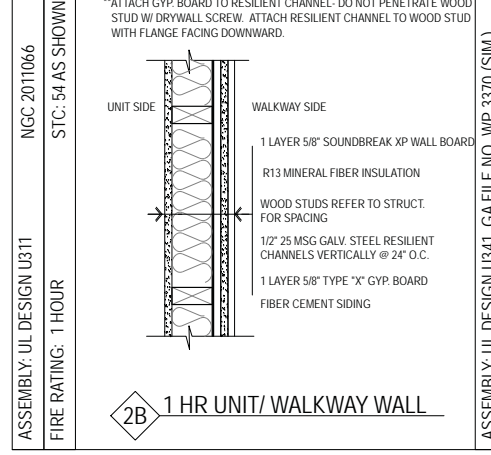 **ATTACH GYP. BOARD TO RESILIENT CHANNEL- DO NOT PENETRATE WOOD
STUD W/ DRYWALL SCREW. ATTACH RESILIENT CHANNEL TO WOOD STUD
WITH FLANGE FACING DOWNWARD.
UNIT SIDE
WALKWAY SIDE
1 LAYER 5/8" SOUNDBREAK XP WALL BOARD
R13 MINERAL FIBER INSULATION
WOOD STUDS REFER TO STRUCT.
FOR SPACING
1/2" 25 MSG GALV. STEEL RESILIENT
CHANNELS VERTICALLY @ 24" O.C.
1 LAYER 5/8" TYPE "X" GYP. BOARD
FIBER CEMENT SIDING
2B
1 HR UNIT/ WALKWAY WALL
ASSEMBLY: UL DESIGN U311
NGC 2011066
FIRE RATING: 1 HOUR
STC: 54 AS SHOWN
ASSEMBLY: UL DESIGN U341, GA FILE NO. WP 3370 (SIM.)